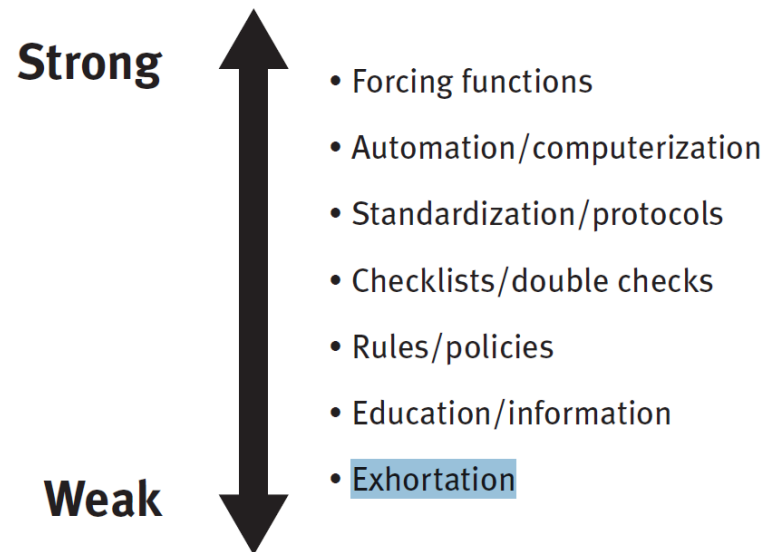 Strong
• Forcing functions
• Automation/computerization
• Standardization/protocols
• Checklists/double checks
• Rules/policies
• Education/information
• Exhortation
Weak